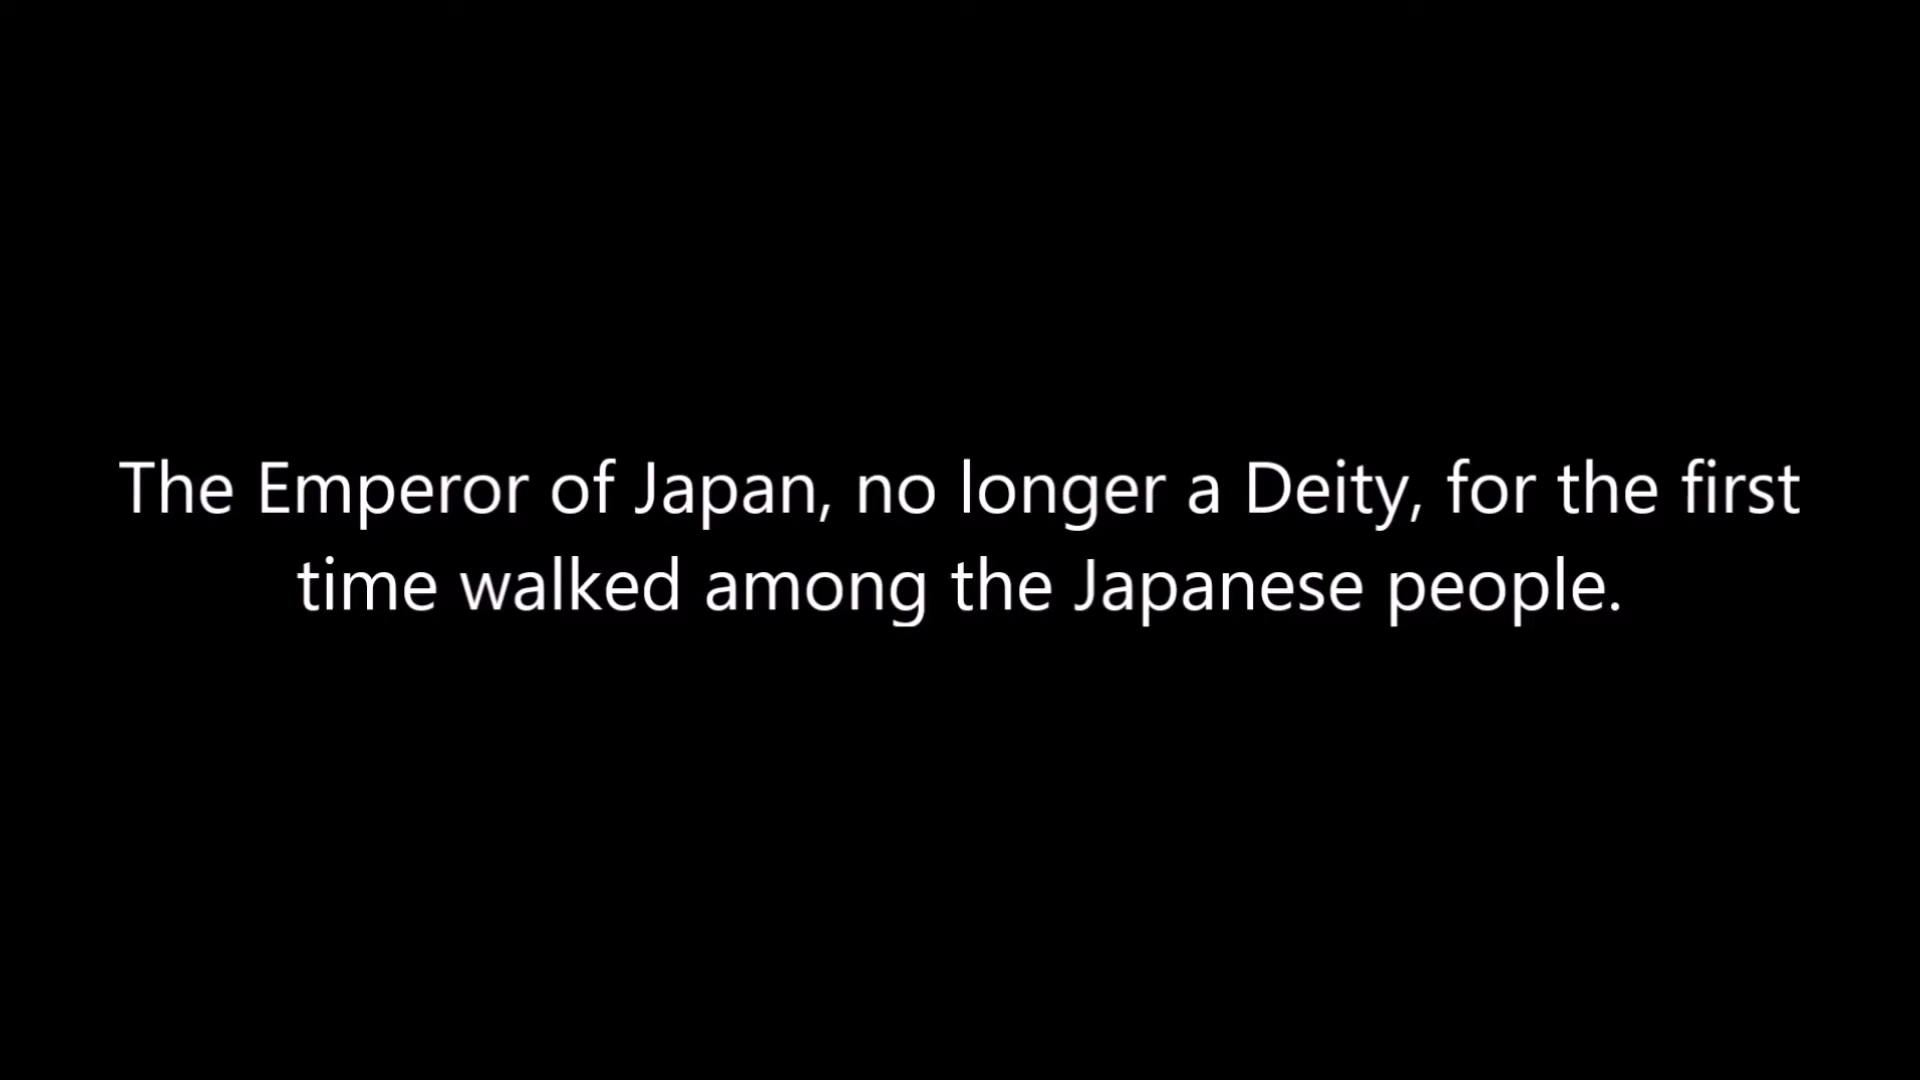 The Emperor of Japan, no longer a Deity, for the first
time walked among the Japanese people.